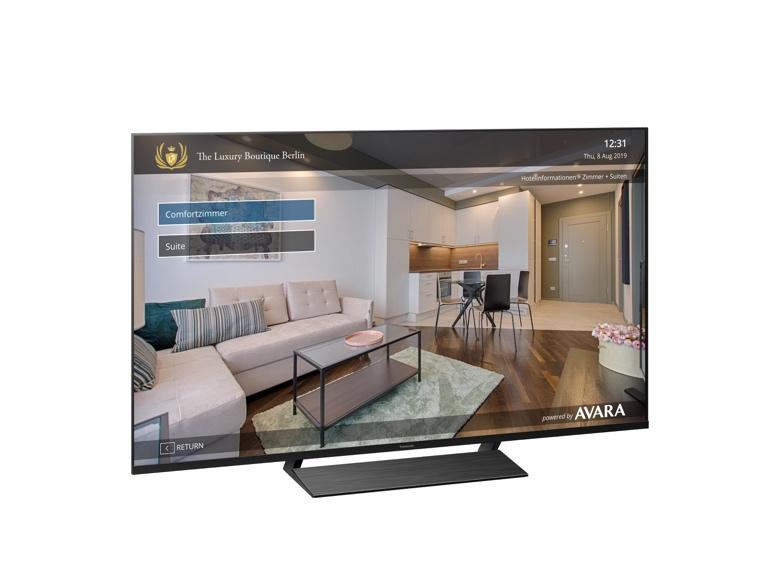 The Luxury Boutique Berlin
12:31
Thu, 8 Aug 2019
Hotelinformationen > Zimmer + Suiten
Comfortzimmer
Suite
powered by AVARA
< RETURN
Panasonic